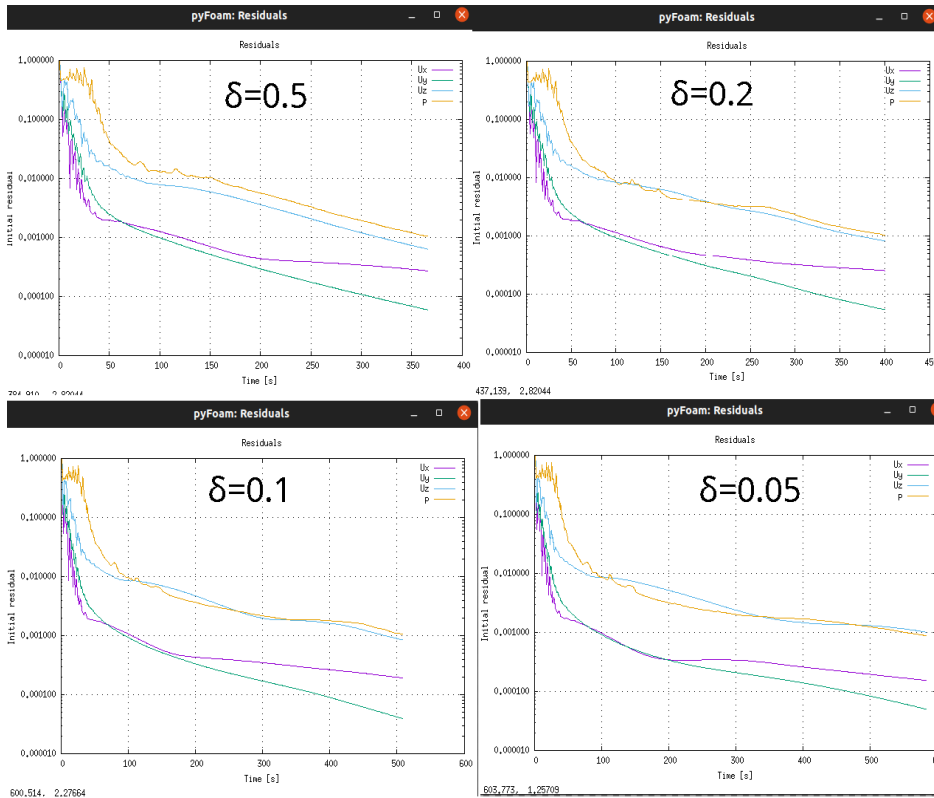 pyFoam: Residuals
Residuals
δ=0.5
Ux
Uy
Uz
p
1,000000
0,100000
0,010000
0,001000
0,000100
0,000010
Initial residual
0 50 100 150 200 250 300 350 400
Time [s]
2,82044
pyFoam: Residuals
Residuals
δ=0.2
Ux
Uy
Uz
p
1,000000
0,100000
0,010000
0,001000
0,000100
0,000010
Initial residual
0 50 100 150 200 250 300 350 400 450
Time [s]
437,139, 2,82044
pyFoam: Residuals
Residuals
δ=0.1
Ux
Uy
Uz
p
1,000000
0,100000
0,010000
0,001000
0,000100
0,000010
Initial residual
0 100 200 300 400 500 600
Time [s]
600,514, 2,27664
pyFoam: Residuals
Residuals
δ=0.05
Ux
Uy
Uz
p
1,000000
0,100000
0,010000
0,001000
0,000100
0,000010
Initial residual
0 100 200 300 400 500
Time [s]
603,773, 1,25709